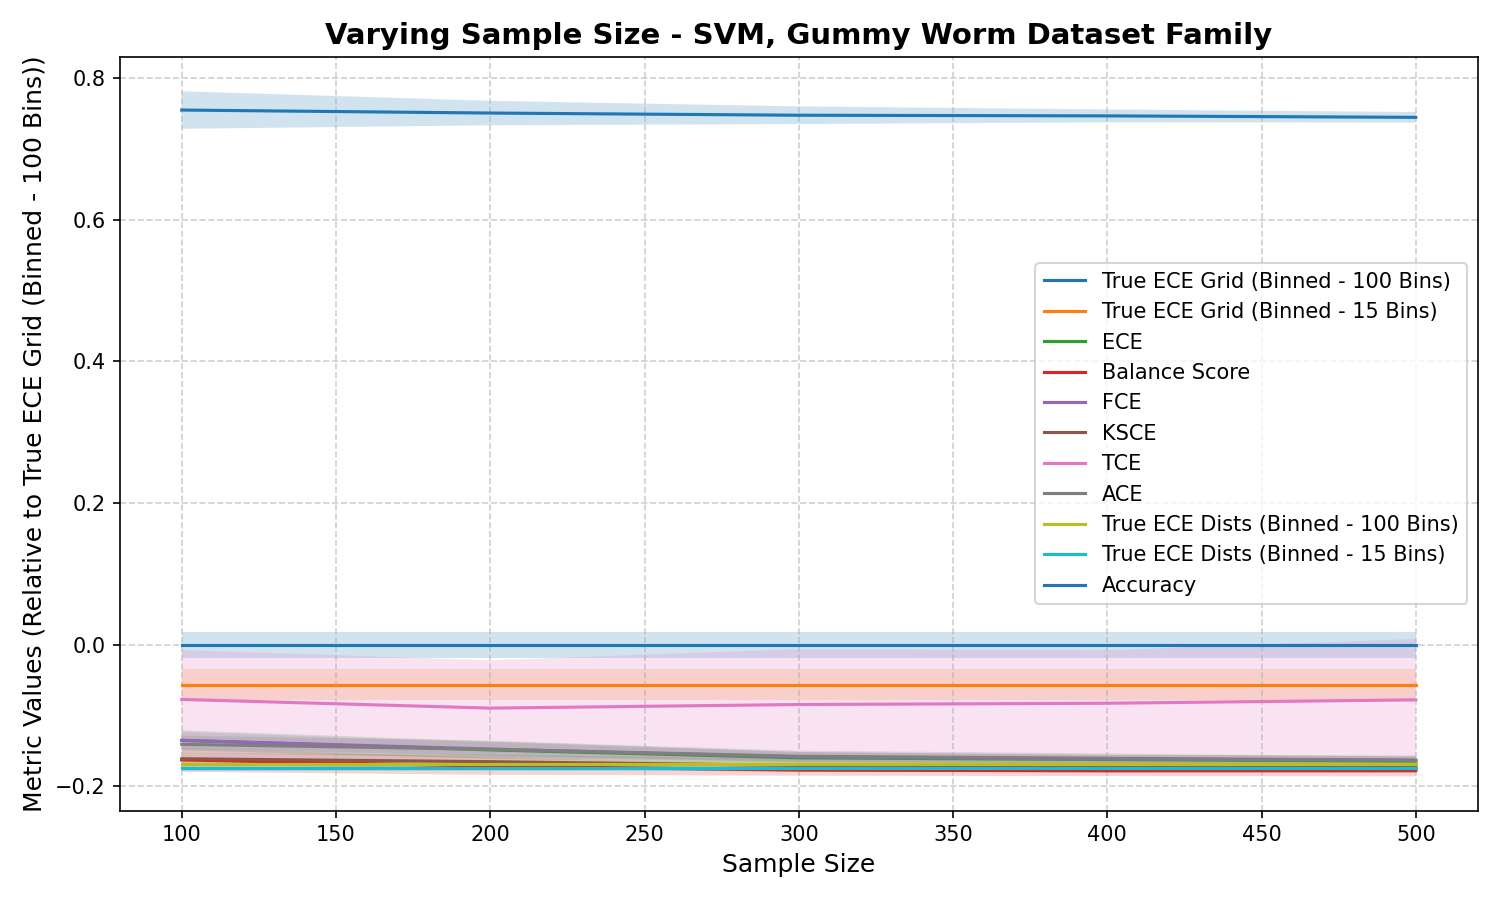 Varying Sample Size - SVM, Gummy Worm Dataset Family
Metric Values (Relative to True ECE Grid (Binned - 100 Bins))
0.8
0.6
0.4
0.2
0.0
−0.2
True ECE Grid (Binned - 100 Bins)
True ECE Grid (Binned - 15 Bins)
ECE
Balance Score
FCE
KSCE
TCE
ACE
True ECE Dists (Binned - 100 Bins)
True ECE Dists (Binned - 15 Bins)
Accuracy
100 150 200 250 300 350 400 450 500
Sample Size